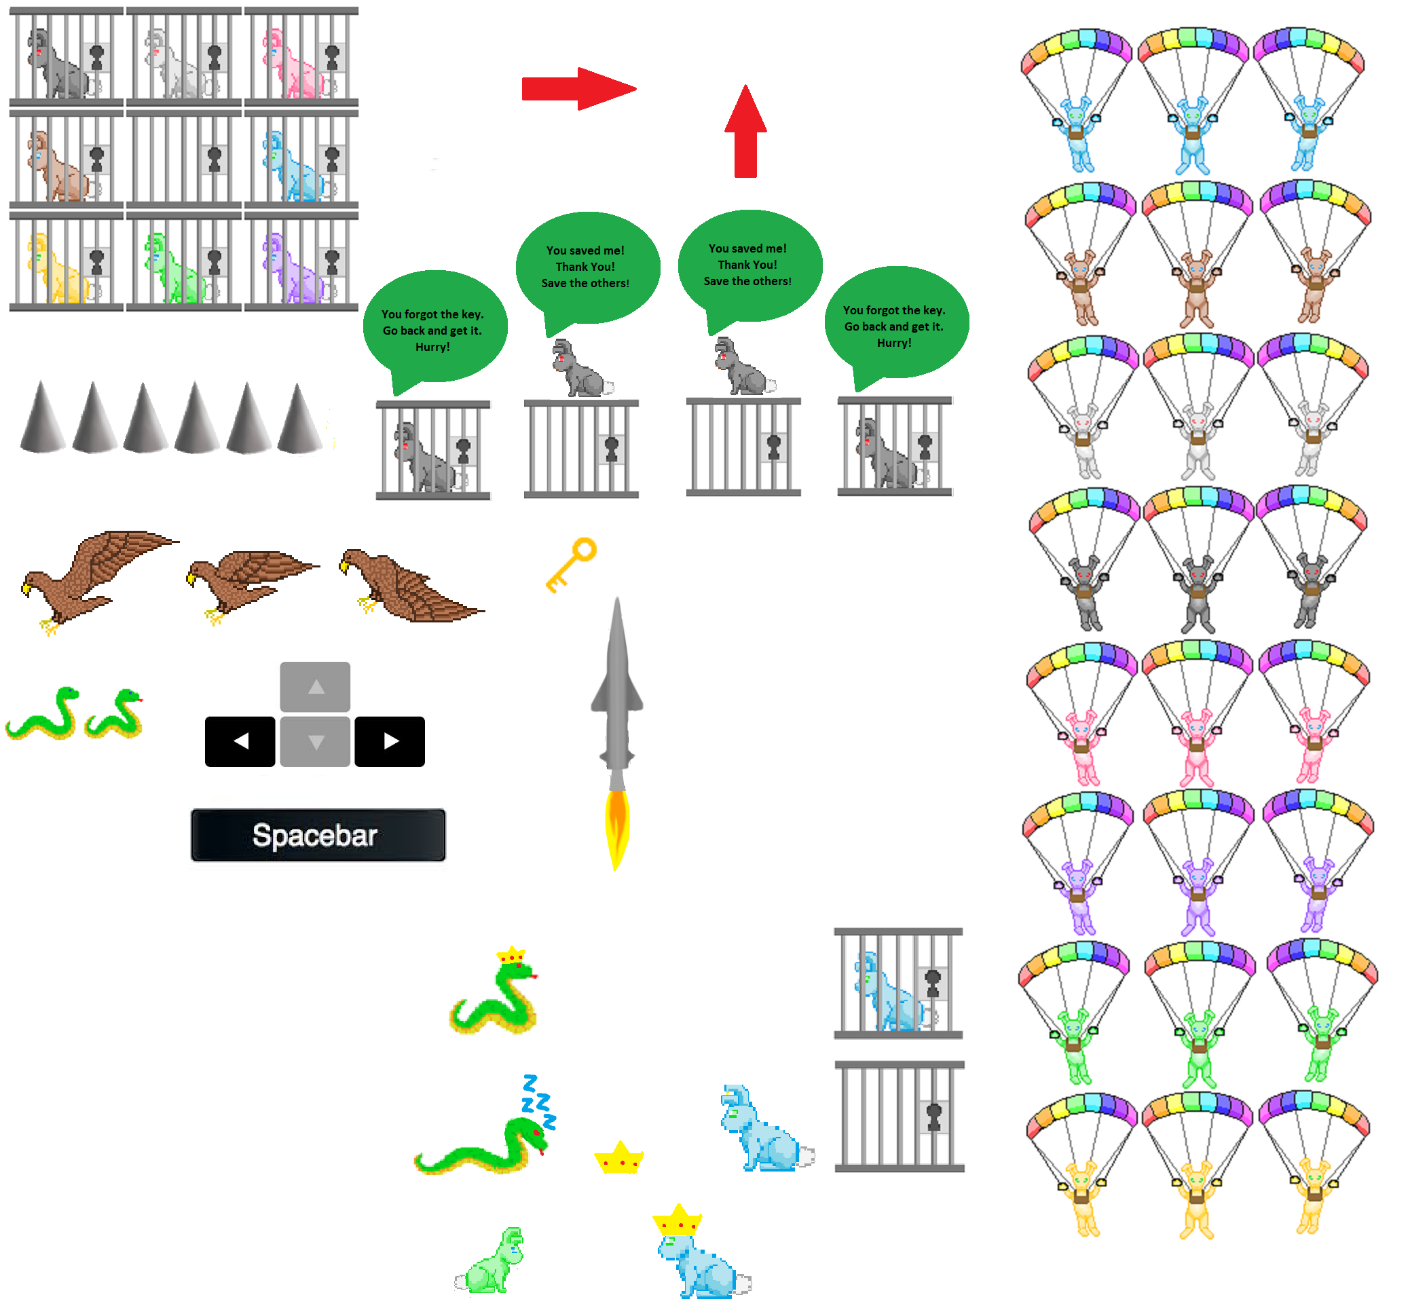 You saved me!
Thank You!
Save the others!
You saved me!
Thank You!
Save the others!
You forgot the key.
Go back and get it.
Hurry!
You forgot the key.
Go back and get it.
Hurry!
Spacebar
z
z z
z